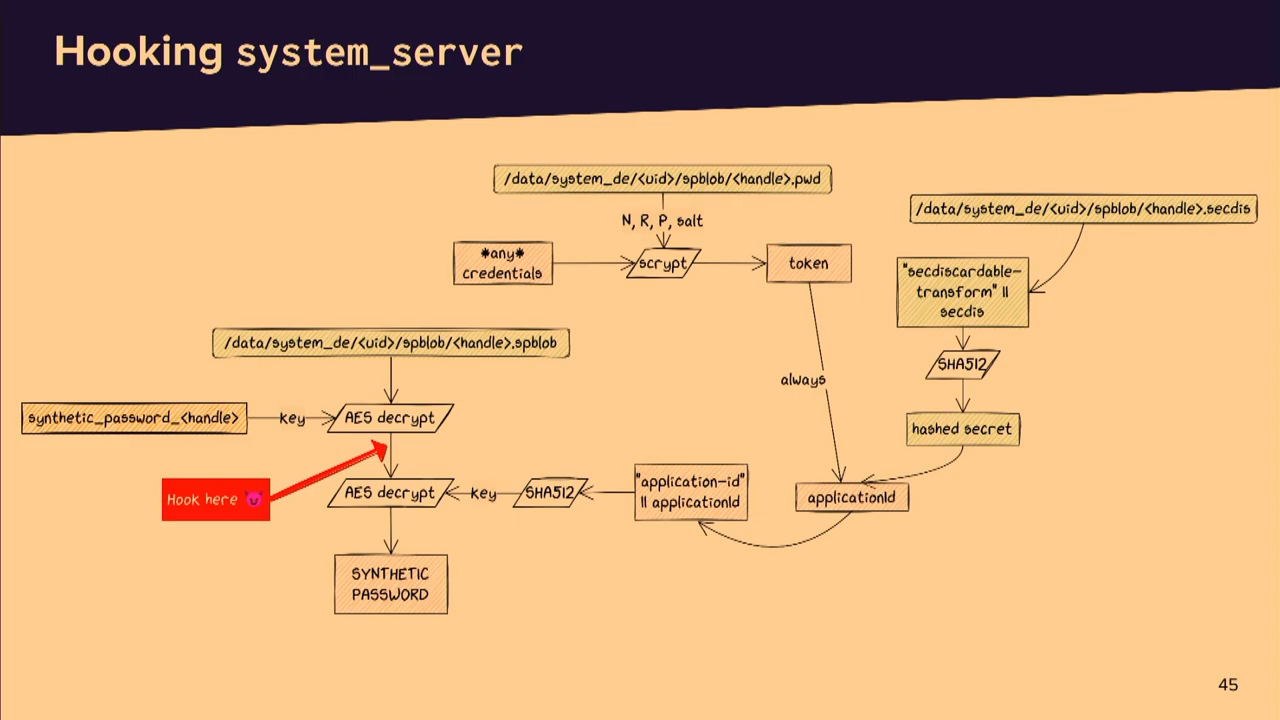 Hooking system_server
/data/system_de/<uid>/spblob/<handle>.pwd
N, R, P, salt
/data/system_de/<uid>/spblob/<handle>.secdis
*any*
credentials
scrypt
token
"secdiscardable-
transform" ||
secdis
/data/system_de/<uid>/spblob/<handle>.spblob
SHA512
always
synthetic_password_<handle>
key
AES decrypt
hashed secret
Hook here 😈
AES decrypt
key
SHA512
"application-id"
|| applicationId
applicationId
SYNTHETIC
PASSWORD
45